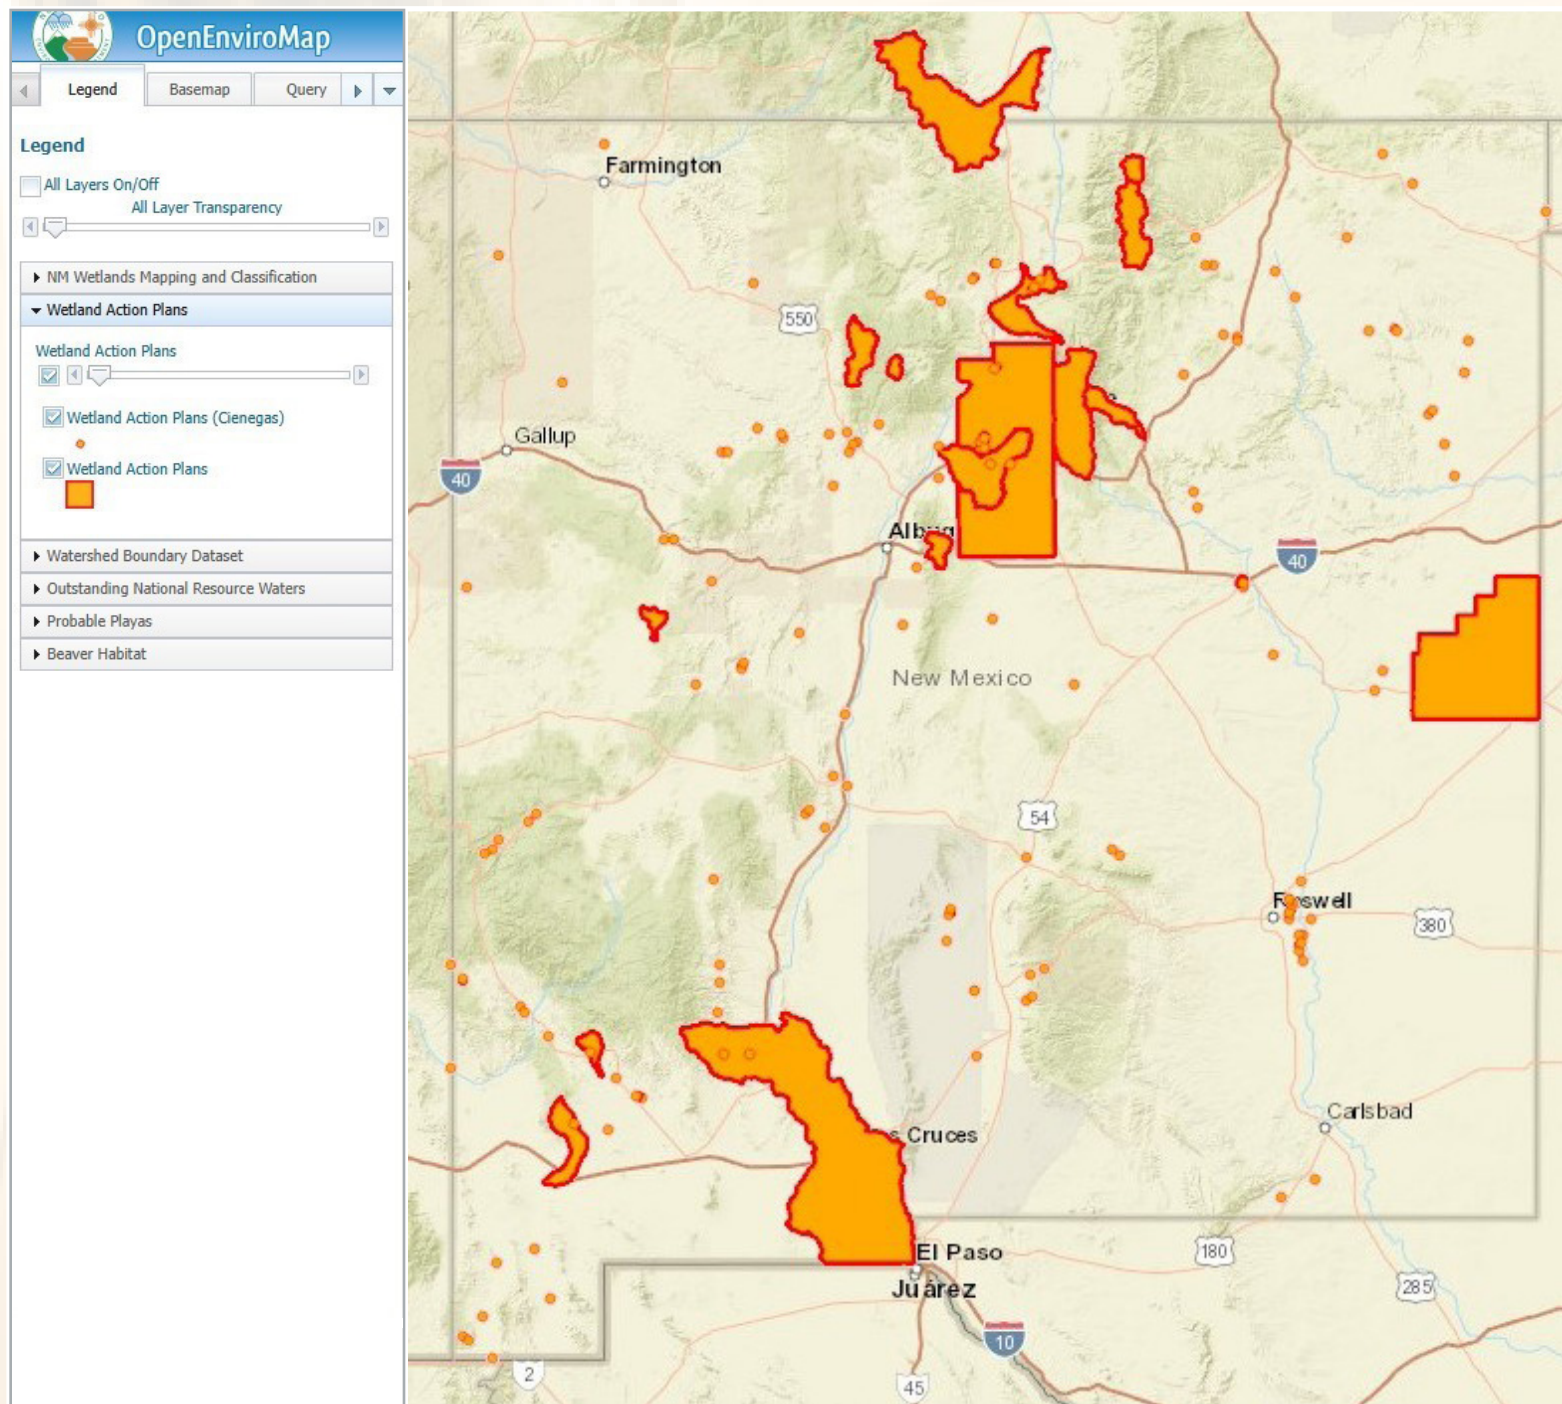 OpenEnviroMap
Legend
Basemap
Query
Legend
All Layers On/Off
All Layer Transparency
NM Wetlands Mapping and Classification
Wetland Action Plans
Wetland Action Plans
Wetland Action Plans (Cienegas)
Wetland Action Plans
Watershed Boundary Dataset
Outstanding National Resource Waters
Probable Playas
Beaver Habitat
Farmington
550
Gallup
40
Albuq
40
New Mexico
54
Roswell
380
Carlsbad
s Cruces
El Paso
Juárez
180
285
10
2
45